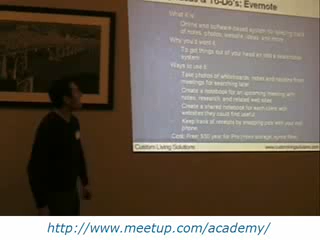 & To-Do's: Evernote
What it is:
Online and software-based system for keeping track
of notes, photos, website, ideas, and more
Why you'd want it:
To get things out of your head an into a searchable
system
Ways to use it:
Take photos of whiteboards, notes and
meetings for searching later
Create a notebook for an upcoming meeting with
notes, research, and related web sites
Create a shared notebook for each client with
websites they could find useful
Keep track of receipts by snapping pics with your cell
phone
Cost: Free; $30 year for Pro (more storage,
Custom Living Solutions
http://www.meetup.com/academy/